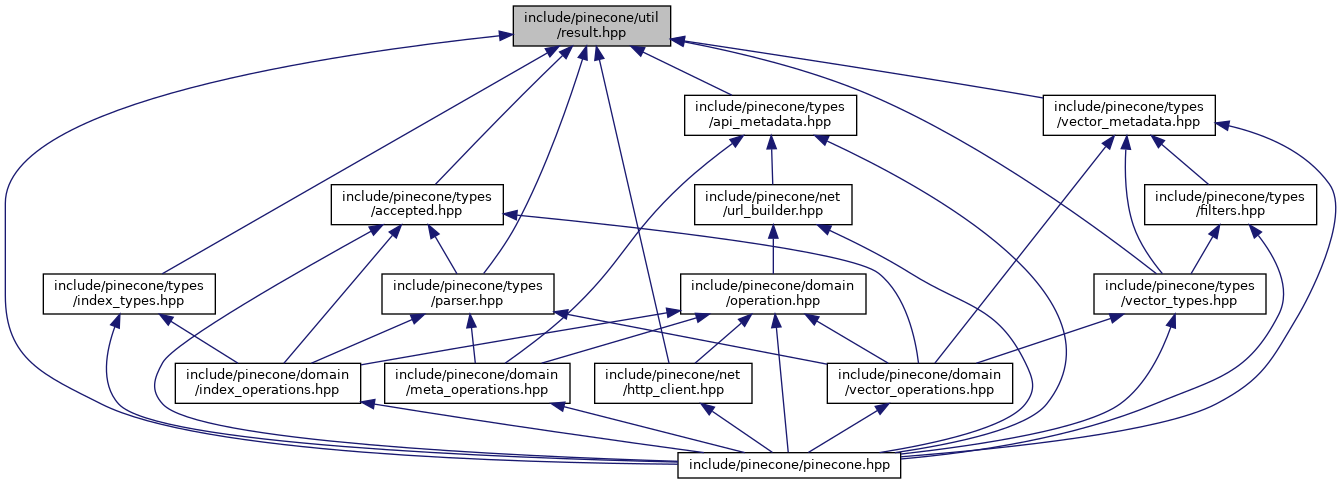 include/pinecone/util
/result.hpp
include/pinecone/types
/api_metadata.hpp
include/pinecone/types
/vector_metadata.hpp
include/pinecone/types
/accepted.hpp
include/pinecone/net
/url_builder.hpp
include/pinecone/types
/filters.hpp
include/pinecone/types
/index_types.hpp
include/pinecone/types
/parser.hpp
include/pinecone/domain
/operation.hpp
include/pinecone/types
/vector_types.hpp
include/pinecone/domain
/index_operations.hpp
include/pinecone/domain
/meta_operations.hpp
include/pinecone/net
/http_client.hpp
include/pinecone/domain
/vector_operations.hpp
include/pinecone/pinecone.hpp